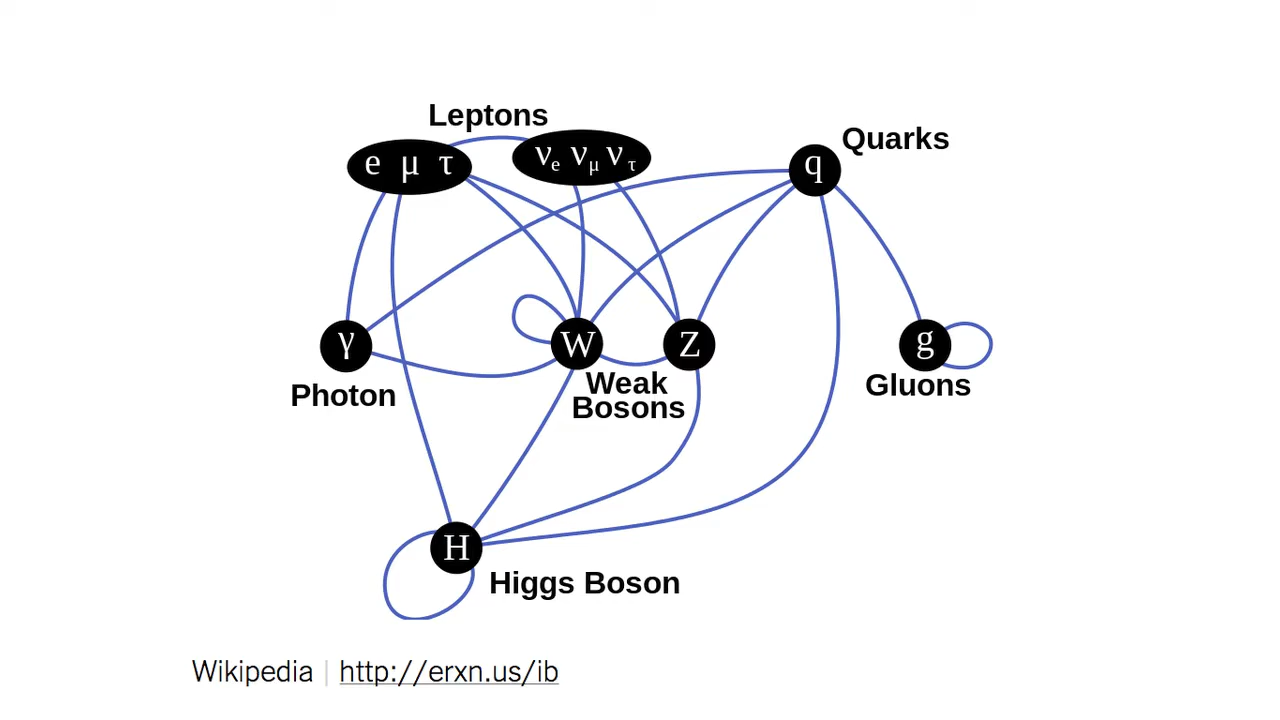 Leptons
e μ τ
νe νμ ντ
q
Quarks
γ
Photon
W
Z
Weak
Bosons
g
Gluons
H
Higgs Boson
Wikipedia | http://erxn.us/ib